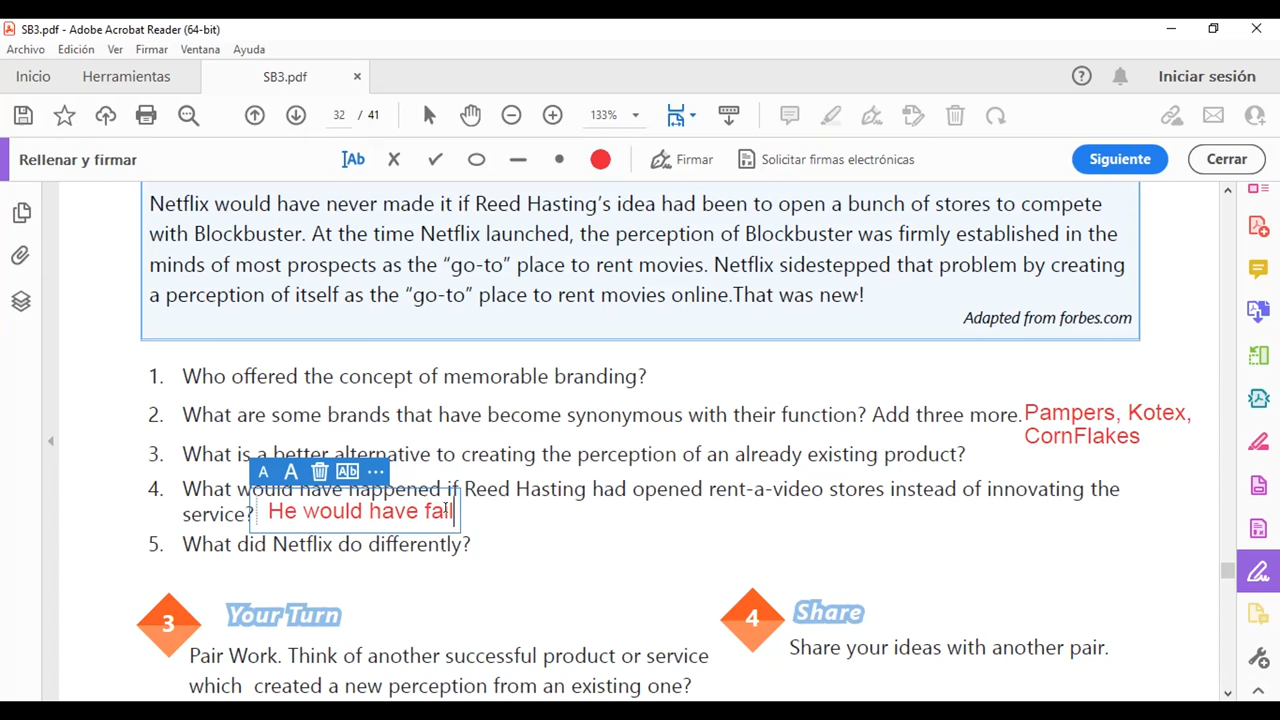 SB3.pdf - Adobe Acrobat Reader (64-bit)
Archivo Edición Ver Firmar Ventana Ayuda
Inicio Herramientas SB3.pdf × Iniciar sesión
32 / 41 133%
Rellenar y firmar Ab Firmar Solicitar firmas electrónicas Siguiente Cerrar
Netflix would have never made it if Reed Hasting's idea had been to open a bunch of stores to compete
with Blockbuster. At the time Netflix launched, the perception of Blockbuster was firmly established in the
minds of most prospects as the "go-to" place to rent movies. Netflix sidestepped that problem by creating
a perception of itself as the "go-to" place to rent movies online.That was new!
Adapted from forbes.com
1. Who offered the concept of memorable branding?
2. What are some brands that have become synonymous with their function? Add three more. Pampers, Kotex,
CornFlakes
3. What is a better alternative to creating the perception of an already existing product?
A A Ab ...
4. What would have happened if Reed Hasting had opened rent-a-video stores instead of innovating the
service? He would have fail
5. What did Netflix do differently?
3 Your Turn
Pair Work. Think of another successful product or service
which created a new perception from an existing one?
4 Share
Share your ideas with another pair.